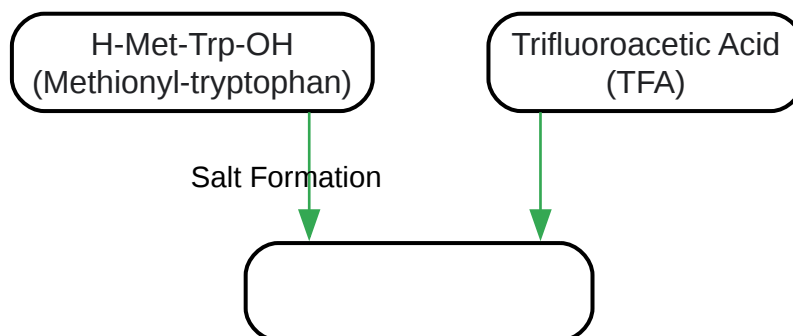 H-Met-Trp-OH
(Methionyl-tryptophan)
Trifluoroacetic Acid
(TFA)
Salt Formation